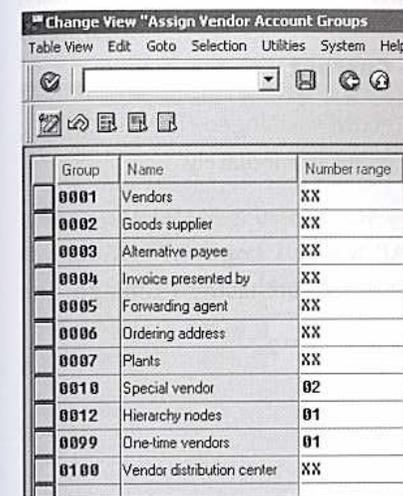 Change View "Assign Vendor Account Groups
Table View Edit Goto Selection Utilities System Help
Group Name Number range
0001 Vendors XX
0002 Goods supplier XX
0003 Alternative payee XX
0004 Invoice presented by XX
0005 Forwarding agent XX
0006 Ordering address XX
0007 Plants XX
0010 Special vendor 02
0012 Hierarchy nodes 01
0099 One-time vendors 01
0100 Vendor distribution center XX